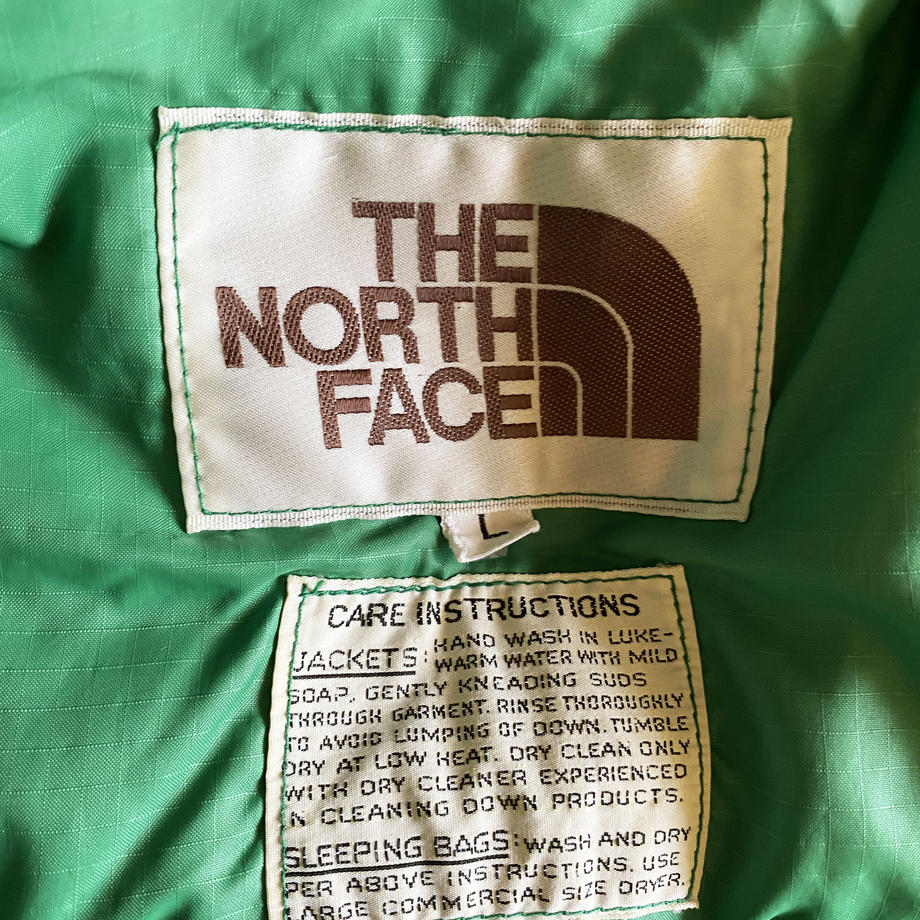 THE
NORTH
FACE
L
CARE INSTRUCTIONS
JACKETS: HAND WASH IN LUKE-
WARM WATER WITH MILD
SOAP, GENTLY KNEADING SUDS
THROUGH GARMENT. RINSE THOROUGHLY
TO AVOID LUMPING OF DOWN. TUMBLE
DRY AT LOW HEAT. DRY CLEAN ONLY
WITH DRY CLEANER EXPERIENCED
IN CLEANING DOWN PRODUCTS.
SLEEPING BAGS: WASH AND DRY
PER ABOVE INSTRUCTIONS. USE
LARGE COMMERCIAL SIZE DRYER.